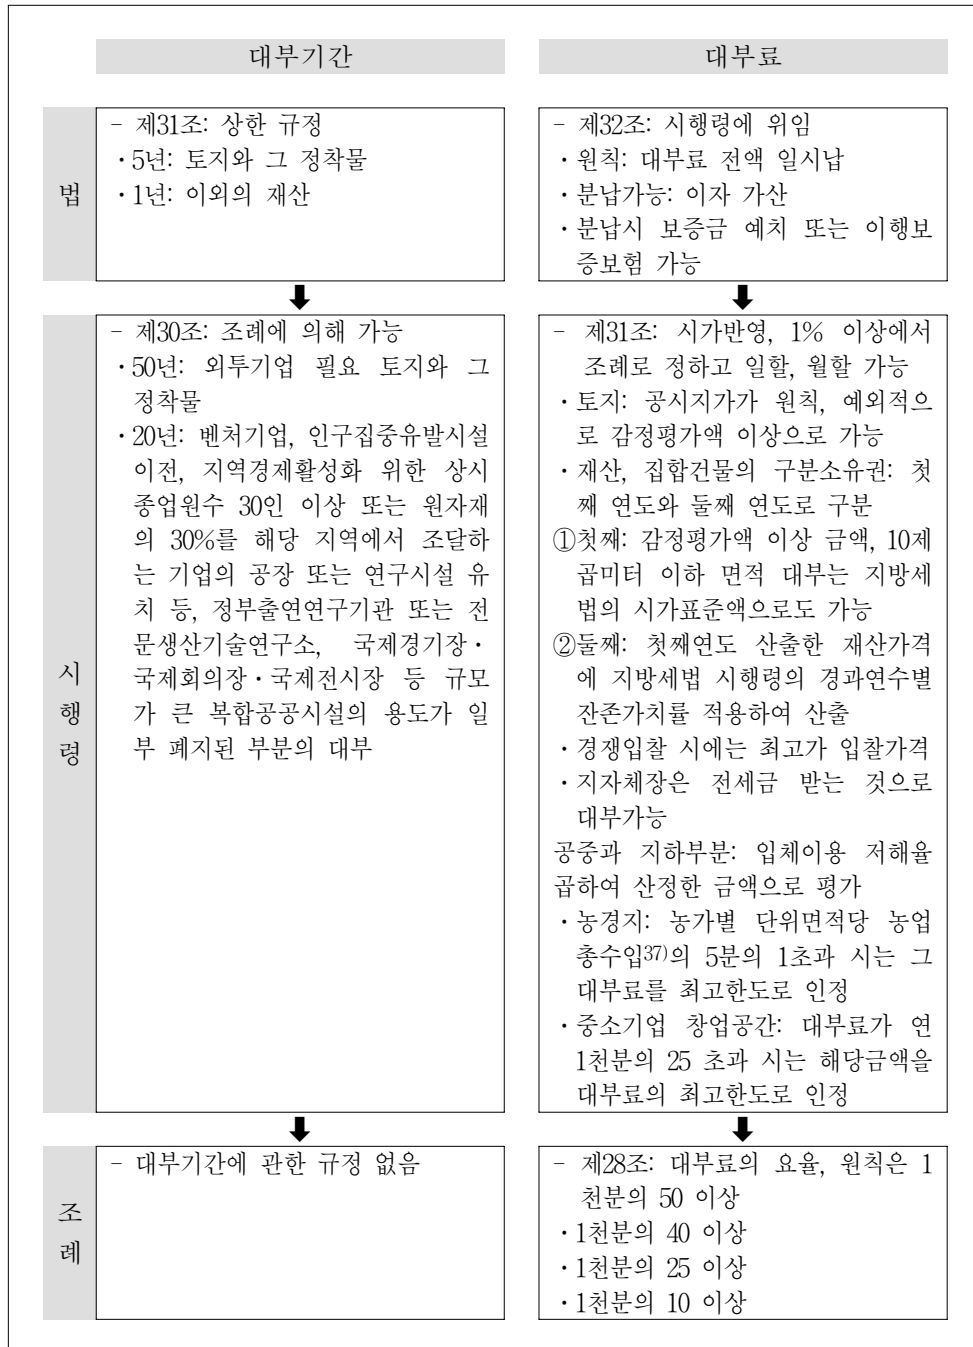 대부기간
대부료
법
- 제31조: 상한 규정
·5년: 토지와 그 정착물
·1년: 이외의 재산
- 제32조: 시행령에 위임
·원칙: 대부료 전액 일시납
·분납가능: 이자 가산
·분납시 보증금 예치 또는 이행보
증보험 가능
시
행
령
- 제30조: 조례에 의해 가능
·50년: 외투기업 필요 토지와 그
정착물
·20년: 벤처기업, 인구집중유발시설
이전, 지역경제활성화 위한 상시
종업원수 30인 이상 또는 원자재
의 30%를 해당 지역에서 조달하
는 기업의 공장 또는 연구시설 유
치 등, 정부출연연구기관 또는 전
문생산기술연구소, 국제경기장·
국제회의장·국제전시장 등 규모
가 큰 복합공공시설의 용도가 일
부 폐지된 부분의 대부
- 제31조: 시가반영, 1% 이상에서
조례로 정하고 일할, 월할 가능
·토지: 공시지가가 원칙, 예외적으
로 감정평가액 이상으로 가능
·재산, 집합건물의 구분소유권: 첫
째 연도와 둘째 연도로 구분
①첫째: 감정평가액 이상 금액, 10제
곱미터 이하 면적 대부는 지방세
법의 시가표준액으로도 가능
②둘째: 첫째연도 산출한 재산가격
에 지방세법 시행령의 경과연수별
잔존가치률 적용하여 산출
·경쟁입찰 시에는 최고가 입찰가격
·지자체장은 전세금 받는 것으로
대부가능
공중과 지하부분: 입체이용 저해율
곱하여 산정한 금액으로 평가
·농경지: 농가별 단위면적당 농업
총수입37)의 5분의 1초과 시는 그
대부료를 최고한도로 인정
·중소기업 창업공간: 대부료가 연
1천분의 25 초과 시는 해당금액을
대부료의 최고한도로 인정
조
례
- 대부기간에 관한 규정 없음
- 제28조: 대부료의 요율, 원칙은 1
천분의 50 이상
·1천분의 40 이상
·1천분의 25 이상
·1천분의 10 이상